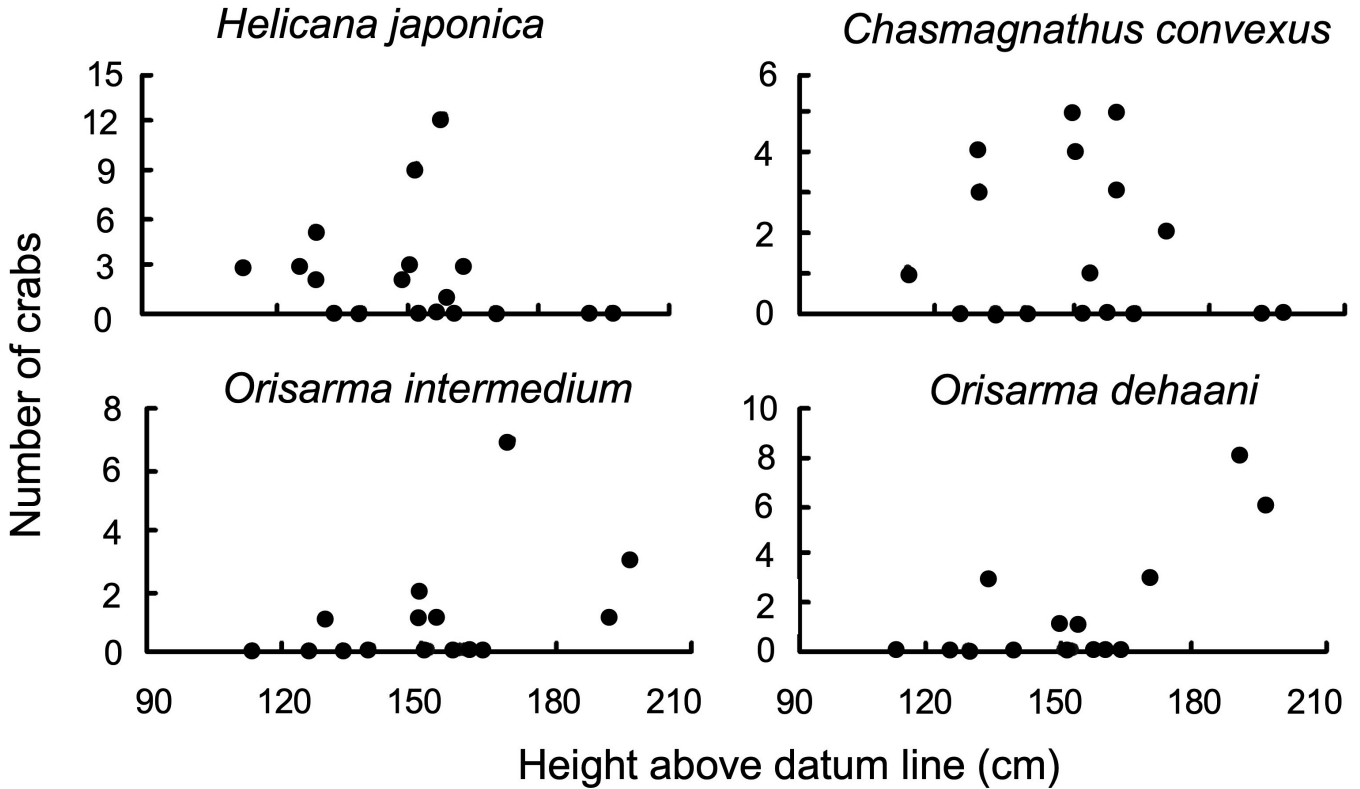 Helicana japonica
15
12
9
6
3
0
Chasmagnathus convexus
6
4
2
0
Number of crabs
Orisarma intermedium
8
6
4
2
0
90 120 150 180 210
Orisarma dehaani
10
8
6
4
2
0
90 120 150 180 210
Height above datum line (cm)